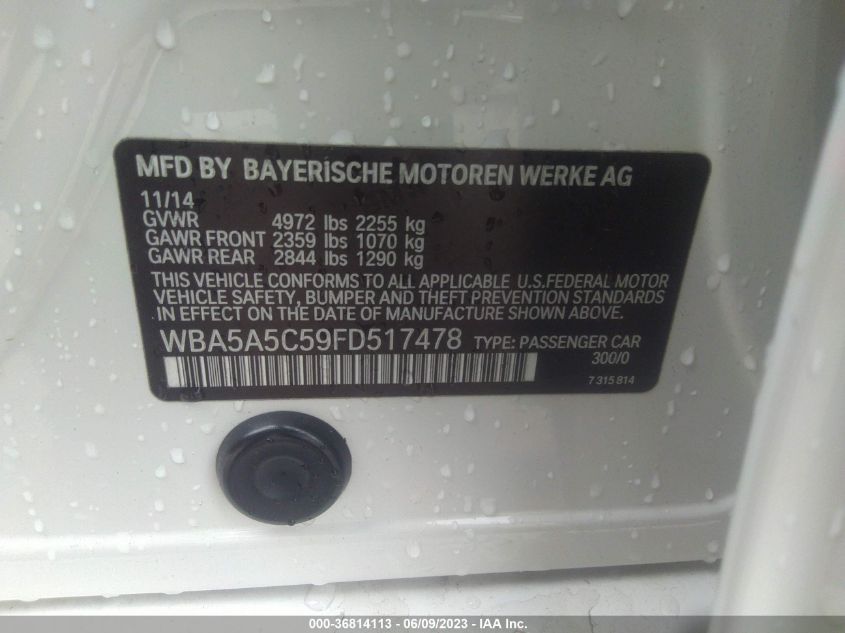 MFD BY BAYERISCHE MOTOREN WERKE AG
11/14
GVWR 4972 lbs 2255 kg
GAWR FRONT 2359 lbs 1070 kg
GAWR REAR 2844 lbs 1290 kg
THIS VEHICLE CONFORMS TO ALL APPLICABLE U.S.FEDERAL MOTOR
VEHICLE SAFETY, BUMPER AND THEFT PREVENTION STANDARDS
IN EFFECT ON THE DATE OF MANUFACTURE SHOWN ABOVE.
WBA5A5C59FD517478 TYPE: PASSENGER CAR
300/0
7 315 814
000-36814113 - 06/09/2023 - IAA Inc.